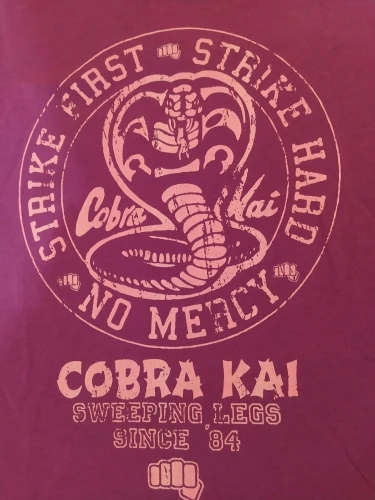 STRIKE FIRST STRIKE HARD
NO MERCY
Cobra Kai
COBRA KAI
SWEEPING LEGS
SINCE '84